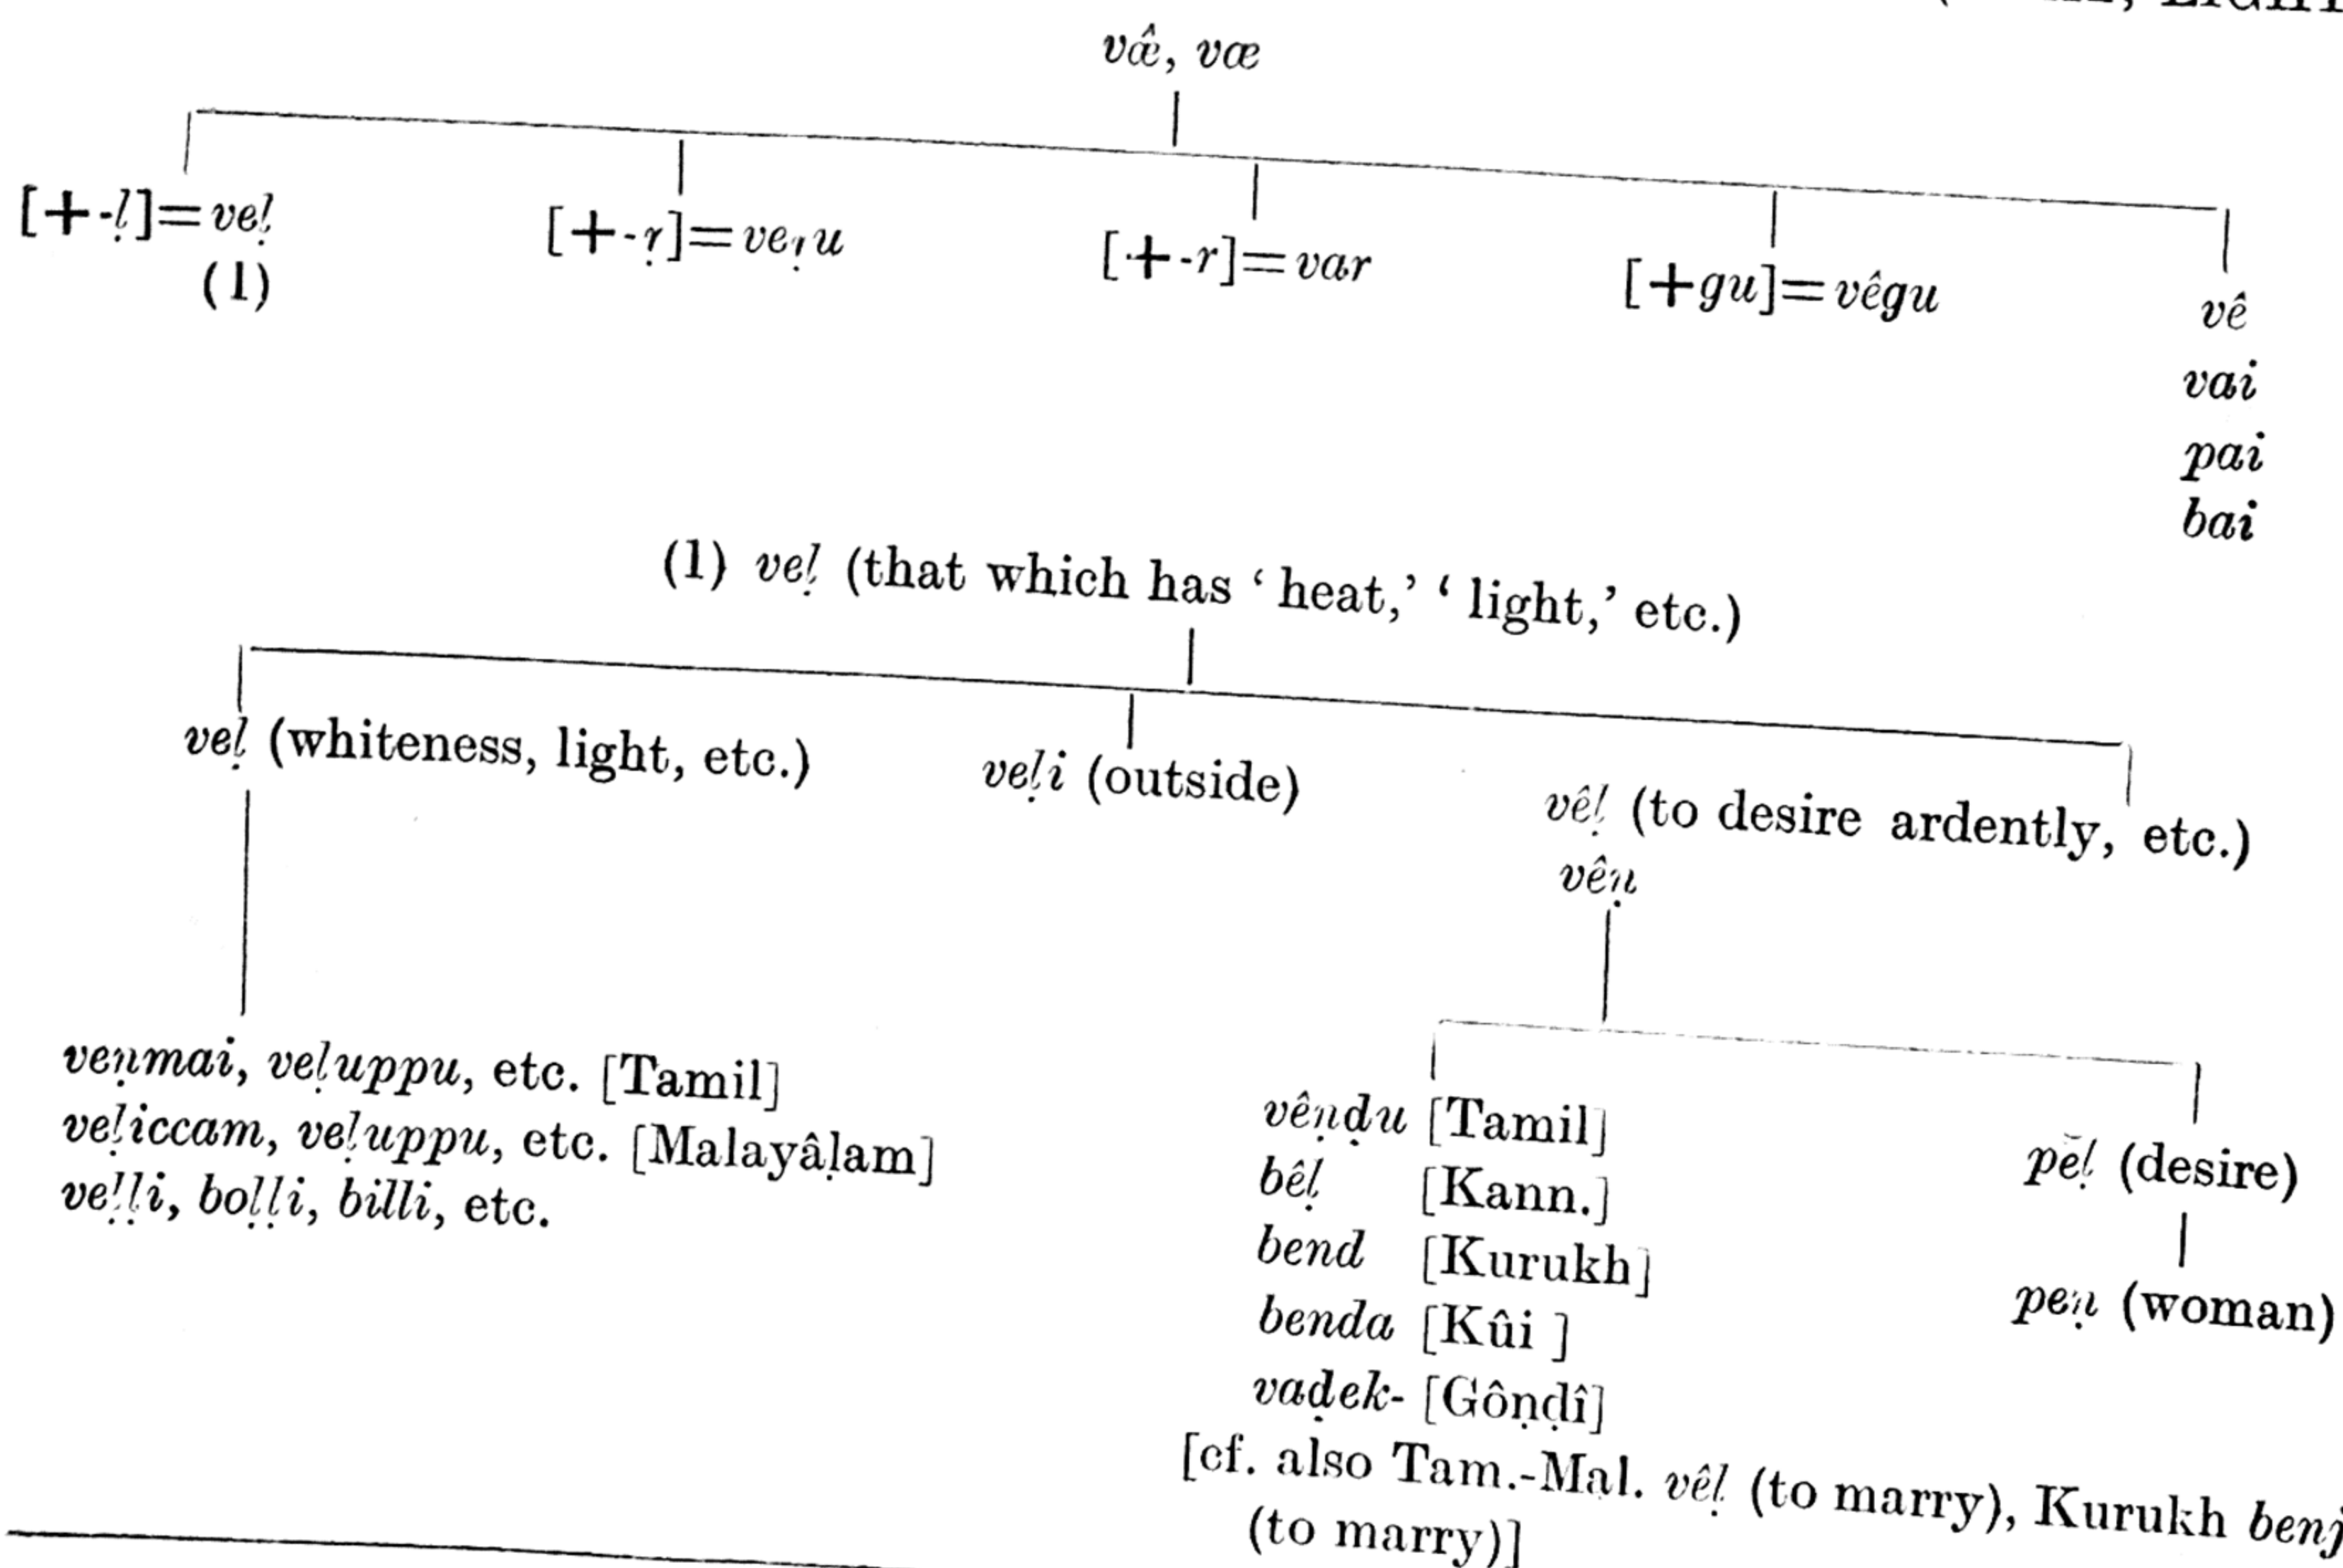 vâ̂e, væ
[+-ḷ]=veḷ [+-ṛ]=veṛu [+-r]=var [+gu]=vêgu vê
(1)
vai
pai
bai
(1) veḷ (that which has ‘ heat,’ ‘ light,’ etc.)
veḷ (whiteness, light, etc.) veḷi (outside) vêḷ (to desire ardently, etc.)
vêṇ
veṇmai, veḷuppu, etc. [Tamil]
veḷiccam, veḷuppu, etc. [Malayâḷam]
veḷḷi, boḷḷi, billi, etc.
vêṇḍu [Tamil]
bêḷ [Kann.]
bend [Kurukh]
benda [Kûi ]
vaḍek- [Gôṇḍî]
pĕ̄ḷ (desire)
peṇ (woman)
[cf. also Tam.-Mal. vêḷ (to marry), Kurukh benj
(to marry)]